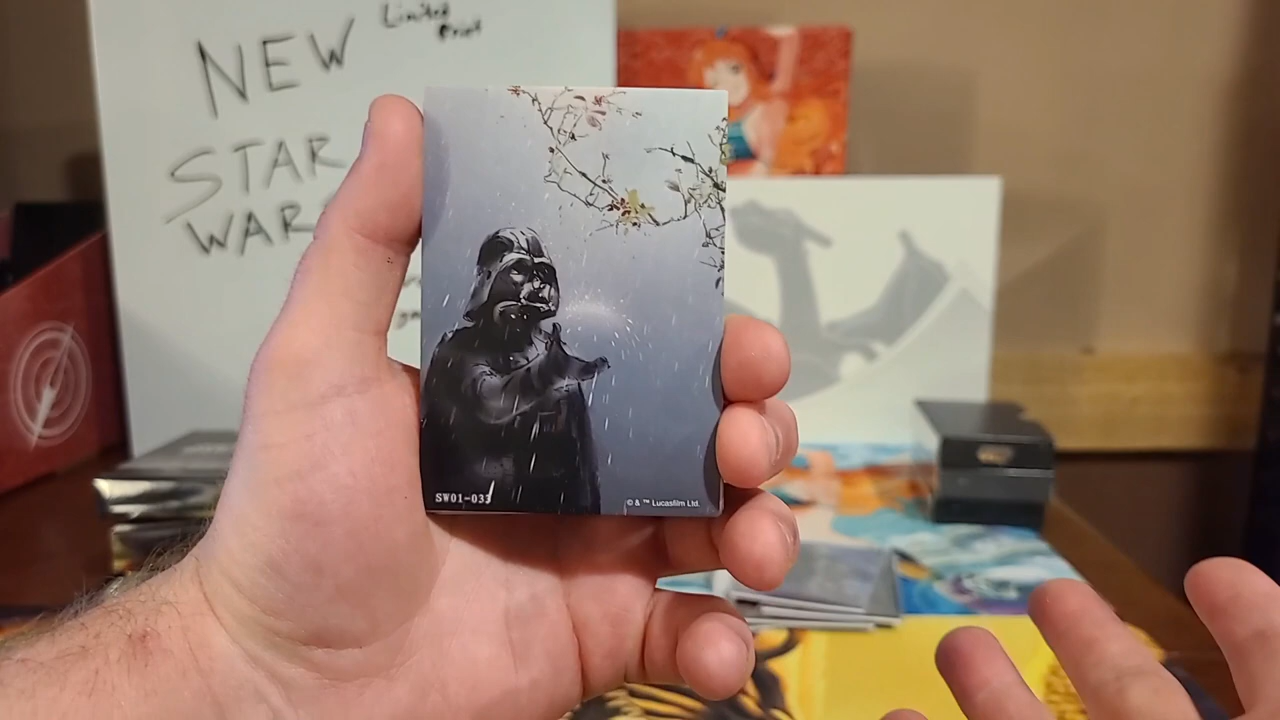 NEW
Limited
Print
STAR
WARS
SW01-033
© & ™ Lucasfilm Ltd.